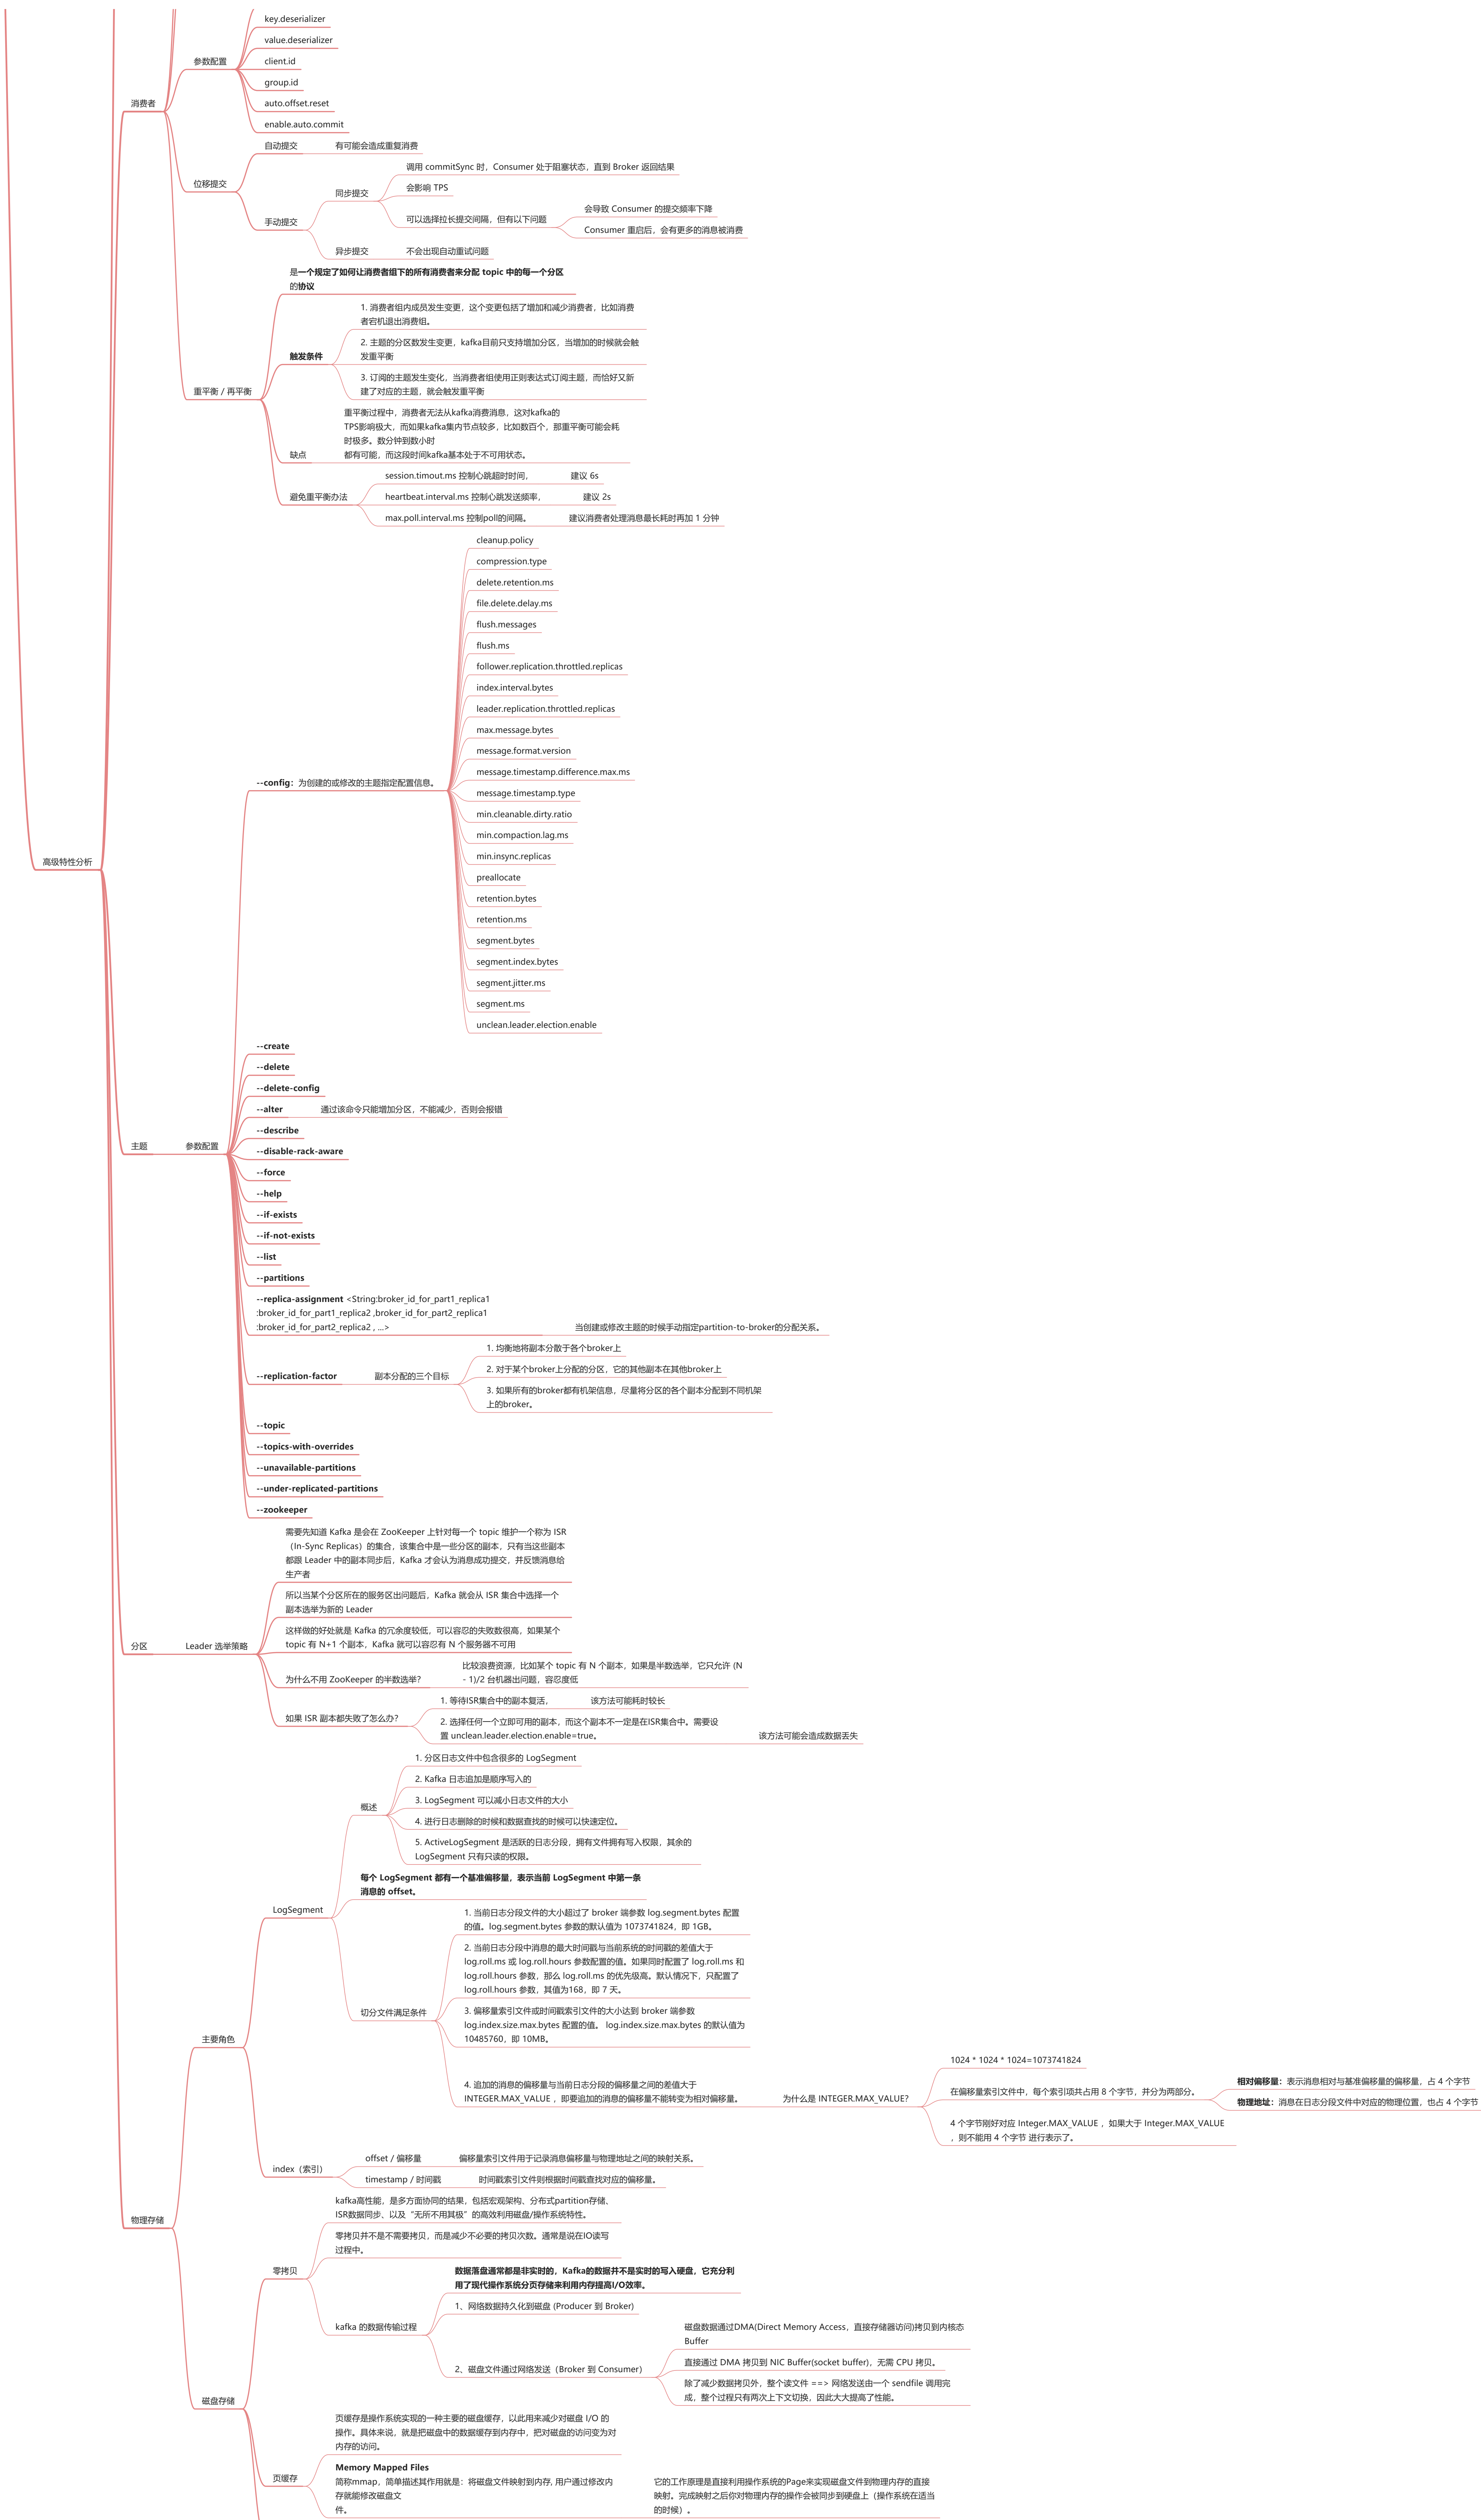 key.deserializer
value.deserializer
参数配置
client.id
group.id
消费者
auto.offset.reset
enable.auto.commit
自动提交
有可能会造成重复消费
位移提交
调用 commitSync 时，Consumer 处于阻塞状态，直到 Broker 返回结果
同步提交
会影响 TPS
手动提交
可以选择拉长提交间隔，但有以下问题
会导致 Consumer 的提交频率下降
Consumer 重启后，会有更多的消息被消费
异步提交
不会出现自动重试问题
是一个规定了如何让消费者组下的所有消费者来分配 topic 中的每一个分区
的协议
触发条件
1. 消费者组内成员发生变更，这个变更包括了增加和减少消费者，比如消费
者宕机退出消费组。
2. 主题的分区数发生变更，kafka目前只支持增加分区，当增加的时候就会触
发重平衡
3. 订阅的主题发生变化，当消费者组使用正则表达式订阅主题，而恰好又新
建了对应的主题，就会触发重平衡
重平衡 / 再平衡
缺点
重平衡过程中，消费者无法从kafka消费消息，这对kafka的
TPS影响极大，而如果kafka集内节点较多，比如数百个，那重平衡可能会耗
时极多。数分钟到数小时
都有可能，而这段时间kafka基本处于不可用状态。
避免重平衡办法
session.timout.ms 控制心跳超时时间，
建议 6s
heartbeat.interval.ms 控制心跳发送频率，
建议 2s
max.poll.interval.ms 控制poll的间隔。
建议消费者处理消息最长耗时再加 1 分钟
高级特性分析
主题
参数配置
--config：为创建的或修改的主题指定配置信息。
cleanup.policy
compression.type
delete.retention.ms
file.delete.delay.ms
flush.messages
flush.ms
follower.replication.throttled.replicas
index.interval.bytes
leader.replication.throttled.replicas
max.message.bytes
message.format.version
message.timestamp.difference.max.ms
message.timestamp.type
min.cleanable.dirty.ratio
min.compaction.lag.ms
min.insync.replicas
preallocate
retention.bytes
retention.ms
segment.bytes
segment.index.bytes
segment.jitter.ms
segment.ms
unclean.leader.election.enable
--create
--delete
--delete-config
--alter
通过该命令只能增加分区，不能减少，否则会报错
--describe
--disable-rack-aware
--force
--help
--if-exists
--if-not-exists
--list
--partitions
--replica-assignment <String:broker_id_for_part1_replica1
:broker_id_for_part1_replica2 ,broker_id_for_part2_replica1
:broker_id_for_part2_replica2 , ...>
当创建或修改主题的时候手动指定partition-to-broker的分配关系。
--replication-factor
副本分配的三个目标
1. 均衡地将副本分散于各个broker上
2. 对于某个broker上分配的分区，它的其他副本在其他broker上
3. 如果所有的broker都有机架信息，尽量将分区的各个副本分配到不同机架
上的broker。
--topic
--topics-with-overrides
--unavailable-partitions
--under-replicated-partitions
--zookeeper
分区
Leader 选举策略
需要先知道 Kafka 是会在 ZooKeeper 上针对每一个 topic 维护一个称为 ISR
（In-Sync Replicas）的集合，该集合中是一些分区的副本，只有当这些副本
都跟 Leader 中的副本同步后，Kafka 才会认为消息成功提交，并反馈消息给
生产者
所以当某个分区所在的服务区出问题后，Kafka 就会从 ISR 集合中选择一个
副本选举为新的 Leader
这样做的好处就是 Kafka 的冗余度较低，可以容忍的失败数很高，如果某个
topic 有 N+1 个副本，Kafka 就可以容忍有 N 个服务器不可用
为什么不用 ZooKeeper 的半数选举？
比较浪费资源，比如某个 topic 有 N 个副本，如果是半数选举，它只允许 (N
- 1)/2 台机器出问题，容忍度低
如果 ISR 副本都失败了怎么办？
1. 等待ISR集合中的副本复活，
该方法可能耗时较长
2. 选择任何一个立即可用的副本，而这个副本不一定是在ISR集合中。需要设
置 unclean.leader.election.enable=true。
该方法可能会造成数据丢失
物理存储
主要角色
LogSegment
概述
1. 分区日志文件中包含很多的 LogSegment
2. Kafka 日志追加是顺序写入的
3. LogSegment 可以减小日志文件的大小
4. 进行日志删除的时候和数据查找的时候可以快速定位。
5. ActiveLogSegment 是活跃的日志分段，拥有文件拥有写入权限，其余的
LogSegment 只有只读的权限。
每个 LogSegment 都有一个基准偏移量，表示当前 LogSegment 中第一条
消息的 offset。
切分文件满足条件
1. 当前日志分段文件的大小超过了 broker 端参数 log.segment.bytes 配置
的值。log.segment.bytes 参数的默认值为 1073741824，即 1GB。
2. 当前日志分段中消息的最大时间戳与当前系统的时间戳的差值大于
log.roll.ms 或 log.roll.hours 参数配置的值。如果同时配置了 log.roll.ms 和
log.roll.hours 参数，那么 log.roll.ms 的优先级高。默认情况下，只配置了
log.roll.hours 参数，其值为168，即 7 天。
3. 偏移量索引文件或时间戳索引文件的大小达到 broker 端参数
log.index.size.max.bytes 配置的值。 log.index.size.max.bytes 的默认值为
10485760，即 10MB。
4. 追加的消息的偏移量与当前日志分段的偏移量之间的差值大于
INTEGER.MAX_VALUE ，即要追加的消息的偏移量不能转变为相对偏移量。
为什么是 INTEGER.MAX_VALUE？
1024 * 1024 * 1024=1073741824
在偏移量索引文件中，每个索引项共占用 8 个字节，并分为两部分。
相对偏移量：表示消息相对与基准偏移量的偏移量，占 4 个字节
物理地址：消息在日志分段文件中对应的物理位置，也占 4 个字节
4 个字节刚好对应 Integer.MAX_VALUE ，如果大于 Integer.MAX_VALUE
，则不能用 4 个字节 进行表示了。
index（索引）
offset / 偏移量
偏移量索引文件用于记录消息偏移量与物理地址之间的映射关系。
timestamp / 时间戳
时间戳索引文件则根据时间戳查找对应的偏移量。
磁盘存储
零拷贝
kafka高性能，是多方面协同的结果，包括宏观架构、分布式partition存储、
ISR数据同步、以及“无所不用其极”的高效利用磁盘/操作系统特性。
零拷贝并不是不需要拷贝，而是减少不必要的拷贝次数。通常是说在IO读写
过程中。
kafka 的数据传输过程
数据落盘通常都是非实时的，Kafka的数据并不是实时的写入硬盘，它充分利
用了现代操作系统分页存储来利用内存提高I/O效率。
1、网络数据持久化到磁盘 (Producer 到 Broker)
2、磁盘文件通过网络发送（Broker 到 Consumer）
磁盘数据通过DMA(Direct Memory Access，直接存储器访问)拷贝到内核态
Buffer
直接通过 DMA 拷贝到 NIC Buffer(socket buffer)，无需 CPU 拷贝。
除了减少数据拷贝外，整个读文件 ==> 网络发送由一个 sendfile 调用完
成，整个过程只有两次上下文切换，因此大大提高了性能。
页缓存
页缓存是操作系统实现的一种主要的磁盘缓存，以此用来减少对磁盘 I/O 的
操作。具体来说，就是把磁盘中的数据缓存到内存中，把对磁盘的访问变为对
内存的访问。
Memory Mapped Files
简称mmap，简单描述其作用就是：将磁盘文件映射到内存, 用户通过修改内
存就能修改磁盘文
件。
它的工作原理是直接利用操作系统的Page来实现磁盘文件到物理内存的直接
映射。完成映射之后你对物理内存的操作会被同步到硬盘上（操作系统在适当
的时候）。